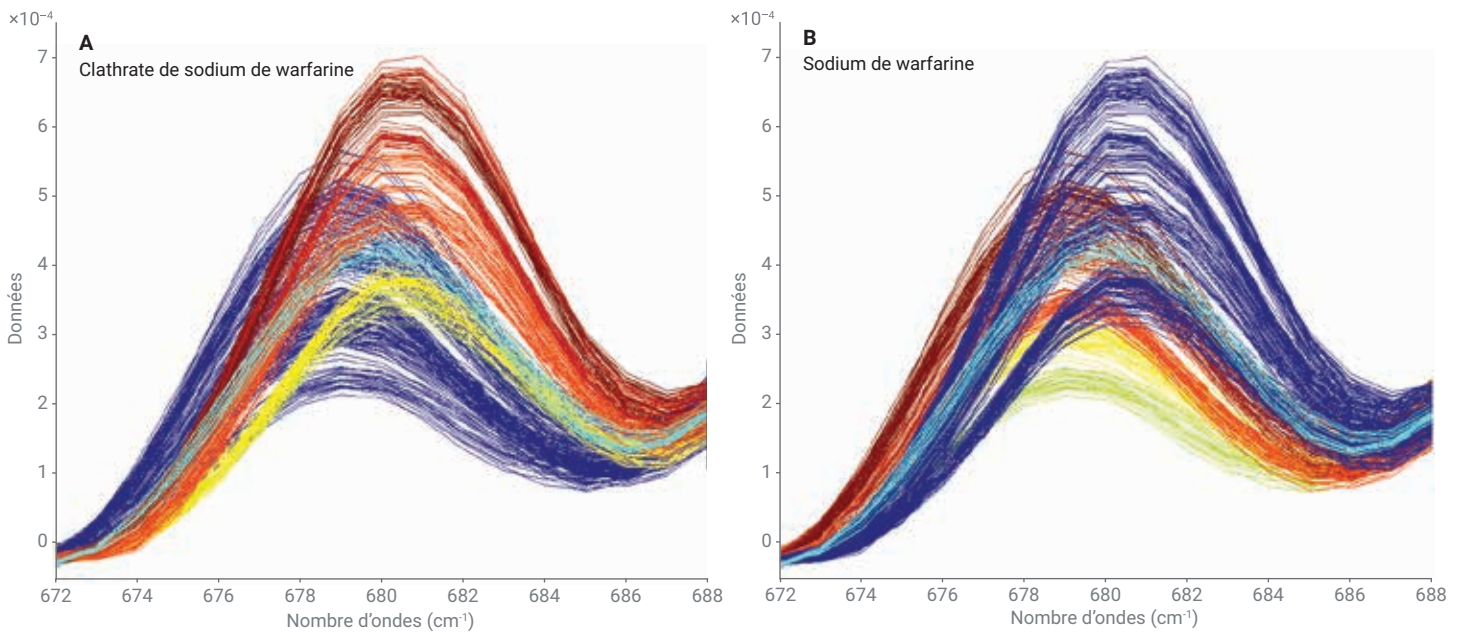 ×10⁻⁴
A
Clathrate de sodium de warfarine
7
6
5
4
3
2
1
0
Données
672 674 676 678 680 682 684 686 688
Nombre d'ondes (cm⁻¹)
×10⁻⁴
B
Sodium de warfarine
7
6
5
4
3
2
1
0
Données
672 674 676 678 680 682 684 686 688
Nombre d'ondes (cm⁻¹)